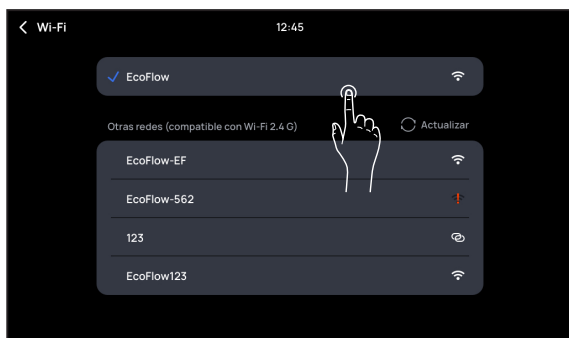 Wi-Fi 12:45
EcoFlow
Otras redes (compatible con Wi-Fi 2.4 G) Actualizar
EcoFlow-EF
EcoFlow-562
123
EcoFlow123